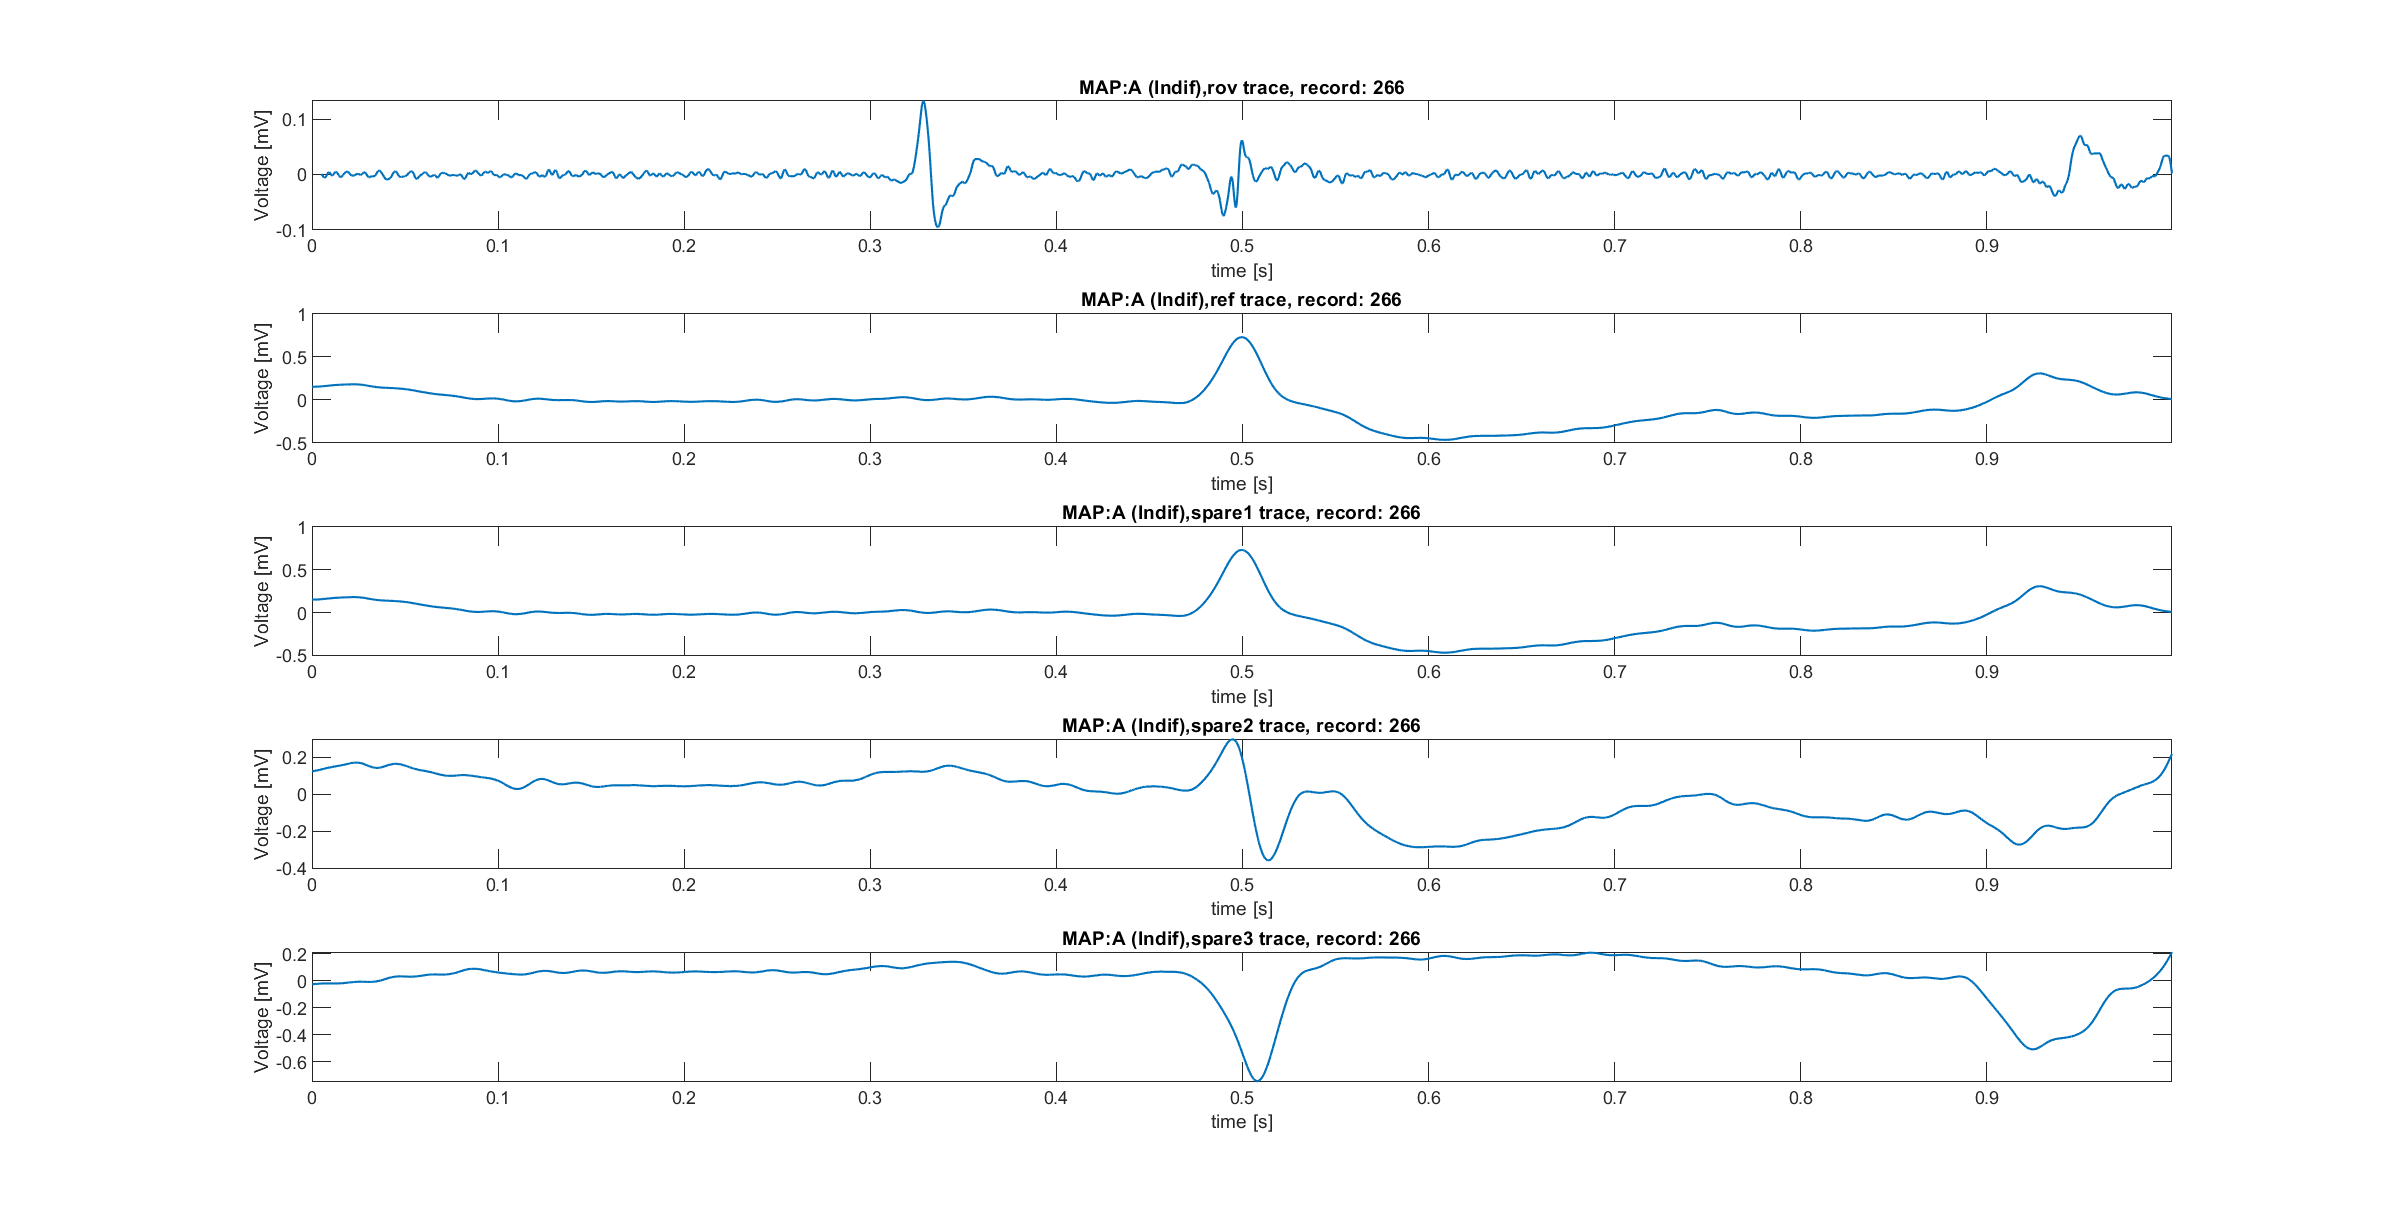 MAP:A (Indif),rov trace, record: 266
Voltage [mV]
0.1
0
-0.1
0 0.1 0.2 0.3 0.4 0.5 0.6 0.7 0.8 0.9
time [s]
MAP:A (Indif),ref trace, record: 266
Voltage [mV]
1
0.5
0
-0.5
0 0.1 0.2 0.3 0.4 0.5 0.6 0.7 0.8 0.9
time [s]
MAP:A (Indif),spare1 trace, record: 266
Voltage [mV]
1
0.5
0
-0.5
0 0.1 0.2 0.3 0.4 0.5 0.6 0.7 0.8 0.9
time [s]
MAP:A (Indif),spare2 trace, record: 266
Voltage [mV]
0.2
0
-0.2
-0.4
0 0.1 0.2 0.3 0.4 0.5 0.6 0.7 0.8 0.9
time [s]
MAP:A (Indif),spare3 trace, record: 266
Voltage [mV]
0.2
0
-0.2
-0.4
-0.6
0 0.1 0.2 0.3 0.4 0.5 0.6 0.7 0.8 0.9
time [s]